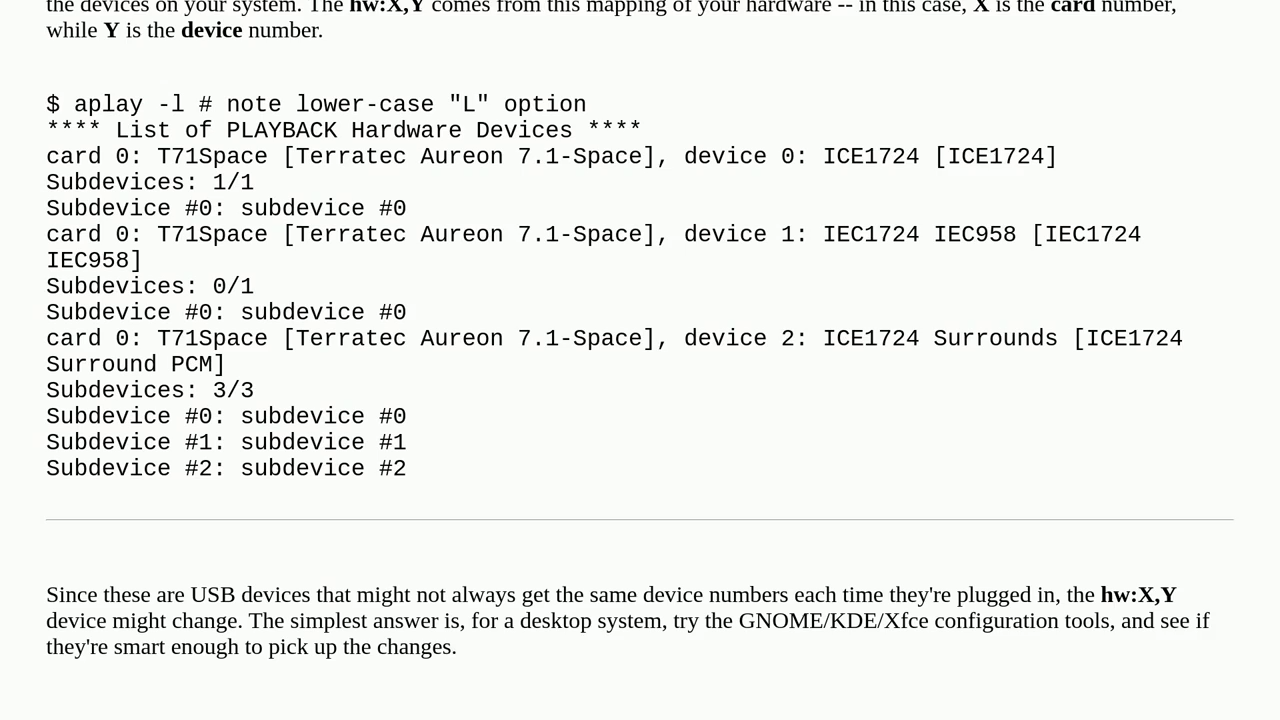 the devices on your system. The hw:X,Y comes from this mapping of your hardware -- in this case, X is the card number,
while Y is the device number.
$ aplay -l # note lower-case "L" option
**** List of PLAYBACK Hardware Devices ****
card 0: T71Space [Terratec Aureon 7.1-Space], device 0: ICE1724 [ICE1724]
Subdevices: 1/1
Subdevice #0: subdevice #0
card 0: T71Space [Terratec Aureon 7.1-Space], device 1: IEC1724 IEC958 [IEC1724
IEC958]
Subdevices: 0/1
Subdevice #0: subdevice #0
card 0: T71Space [Terratec Aureon 7.1-Space], device 2: ICE1724 Surrounds [ICE1724
Surround PCM]
Subdevices: 3/3
Subdevice #0: subdevice #0
Subdevice #1: subdevice #1
Subdevice #2: subdevice #2
Since these are USB devices that might not always get the same device numbers each time they're plugged in, the hw:X,Y
device might change. The simplest answer is, for a desktop system, try the GNOME/KDE/Xfce configuration tools, and see if
they're smart enough to pick up the changes.